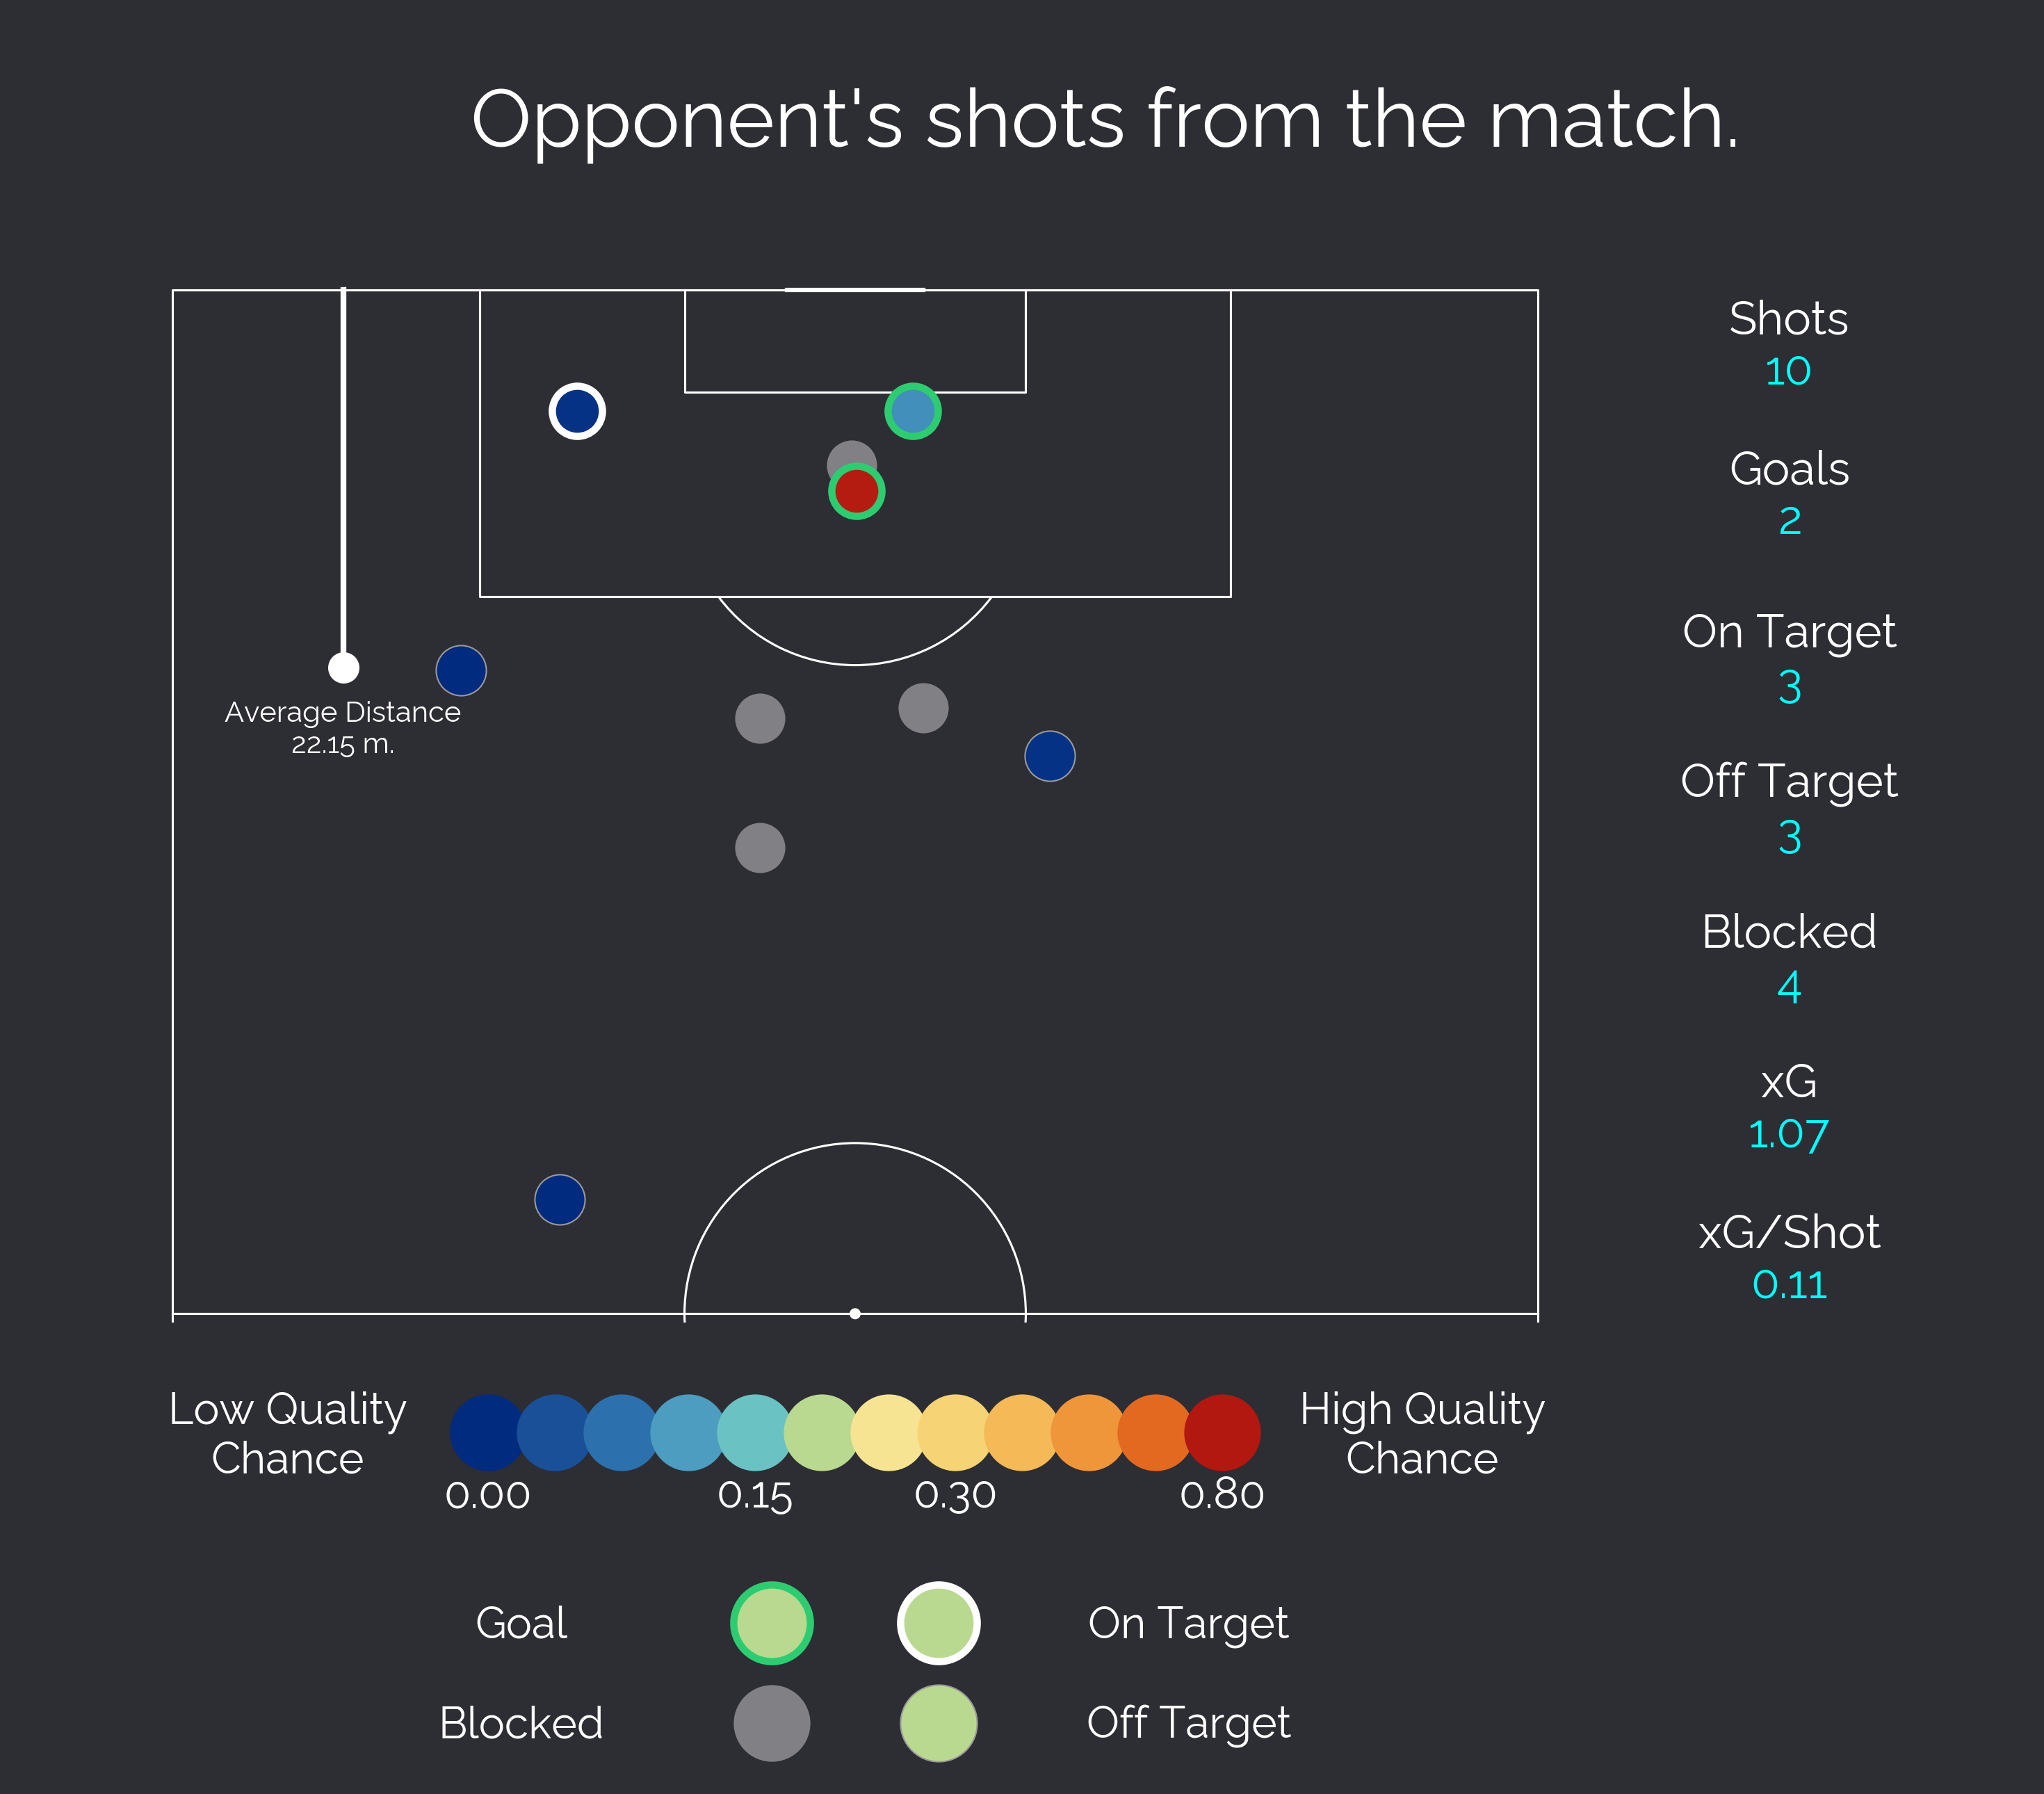 Opponent's shots from the match.
Shots
10
Goals
2
On Target
3
Off Target
3
Blocked
4
xG
1.07
xG/Shot
0.11
Average Distance
22.15 m.
Low Quality
Chance
0.00
0.15
0.30
0.80
High Quality
Chance
Goal
On Target
Blocked
Off Target